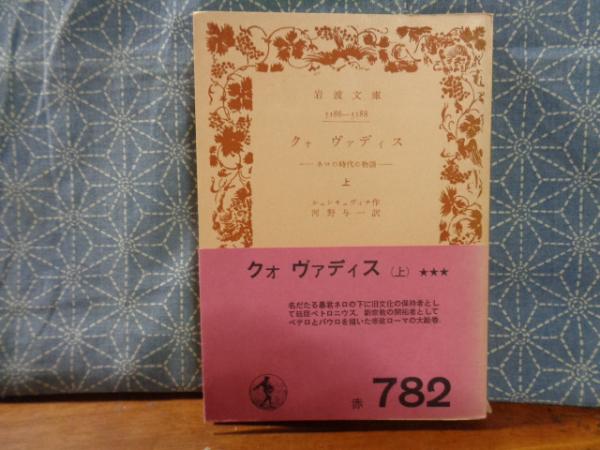 岩波文庫
5186—5188
クォ ヴァディス
—ネロの時代の物語—
上
シェンキェヴィチ作
河野与一訳
クォ ヴァディス (上) ★★★
名だたる暴君ネロの下に旧文化の保持者とし
て廷臣ペトロニウス、新宗教の開拓者として
ペテロとパウロを描いた帝政ローマの大絵巻.
赤 782